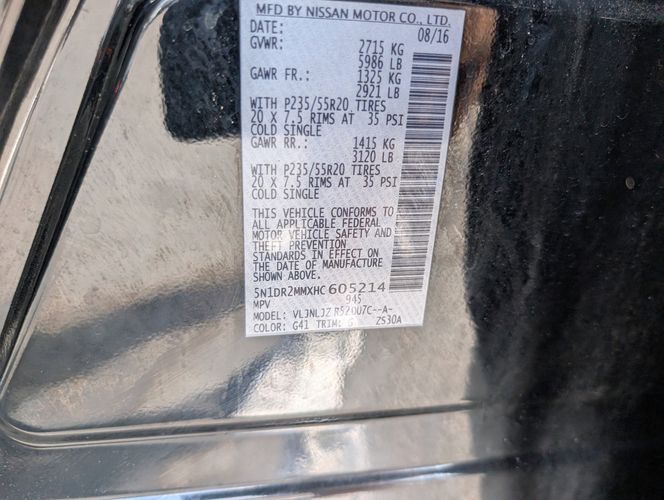 MFD BY NISSAN MOTOR CO., LTD.
DATE: 08/16
GVWR: 2715 KG
5986 LB
GAWR FR.: 1325 KG
2921 LB
WITH P235/55R20 TIRES
20 X 7.5 RIMS AT 35 PSI
COLD SINGLE
GAWR RR.: 1415 KG
3120 LB
WITH P235/55R20 TIRES
20 X 7.5 RIMS AT 35 PSI
COLD SINGLE
THIS VEHICLE CONFORMS TO
ALL APPLICABLE FEDERAL
MOTOR VEHICLE SAFETY AND
THEFT PREVENTION
STANDARDS IN EFFECT ON
THE DATE OF MANUFACTURE
SHOWN ABOVE.
5N1DR2MMXHC605214
MPV 945
MODEL: VLJNLJZ R52UU7C--A-
COLOR: G41 TRIM: ZS30A